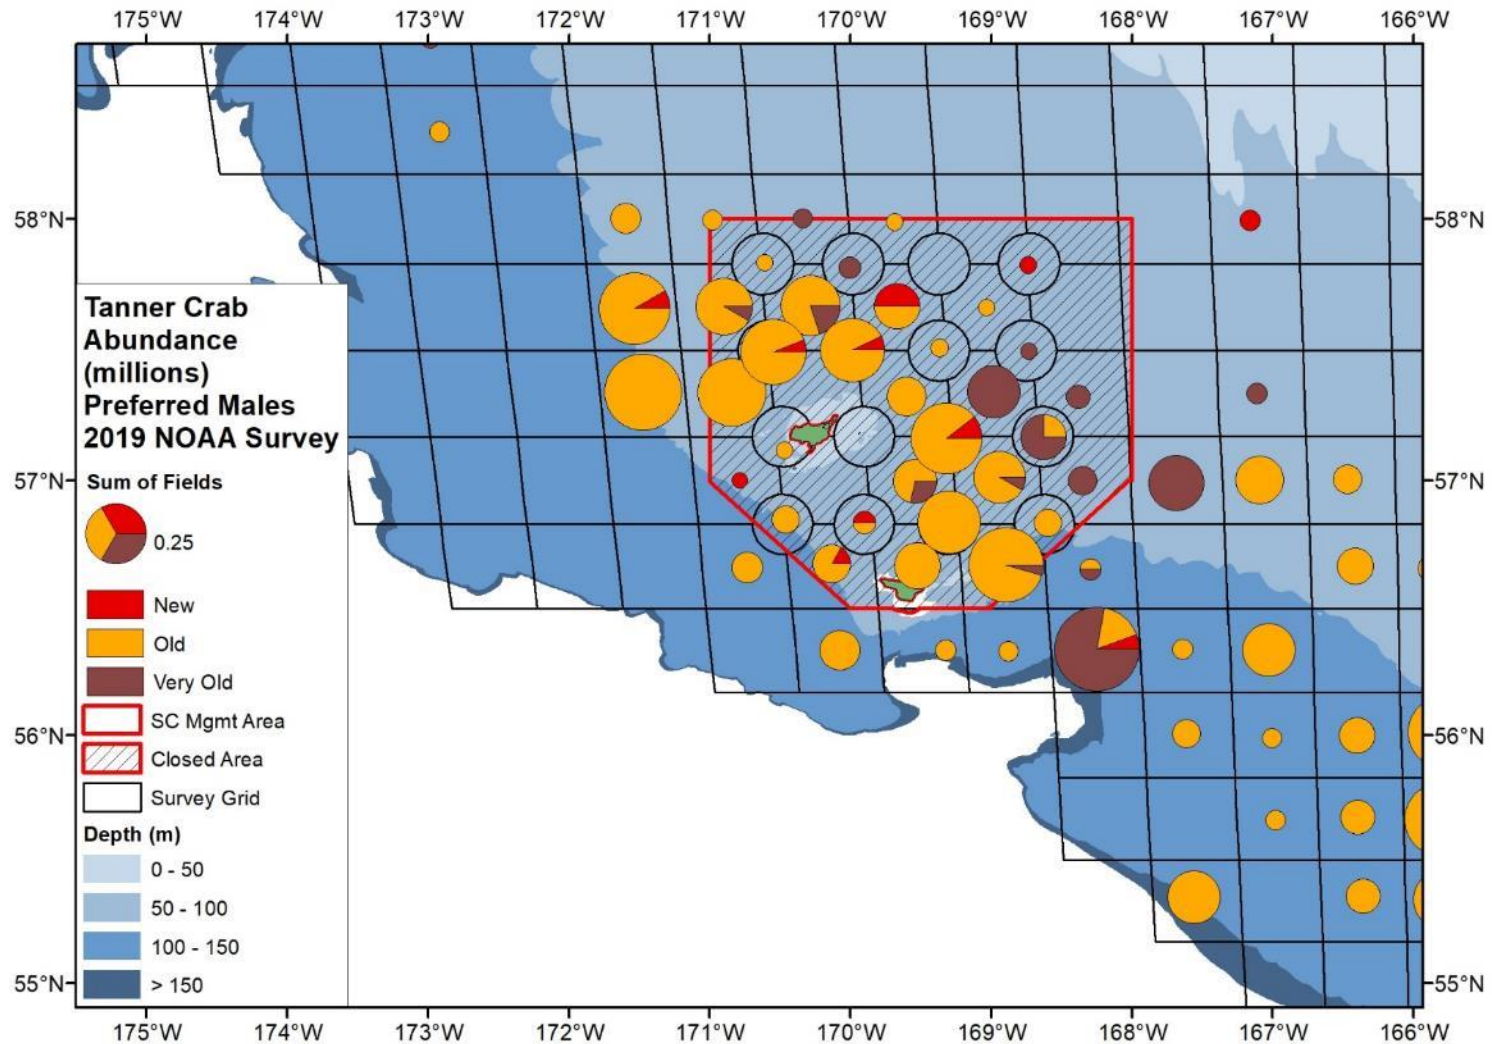 175°W 174°W 173°W 172°W 171°W 170°W 169°W 168°W 167°W 166°W
58°N 58°N
Tanner Crab
Abundance
(millions)
Preferred Males
2019 NOAA Survey
Sum of Fields
0.25
57°N 57°N
New
Old
Very Old
SC Mgmt Area
56°N 56°N
Closed Area
Survey Grid
Depth (m)
0 - 50
50 - 100
100 - 150
> 150
55°N 55°N
175°W 174°W 173°W 172°W 171°W 170°W 169°W 168°W 167°W 166°W